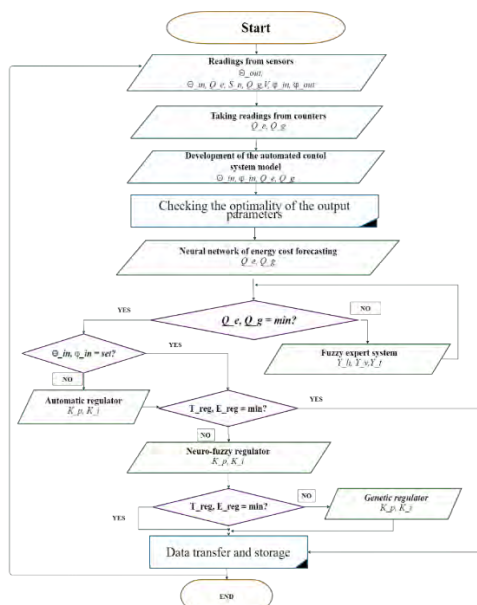 Start
Readings from sensors
Θ_out,
Θ_in, Q_e, S_n, Q_g,V, φ_in, φ_out
Taking readings from counters
Q_e, Q_g
Development of the automated contol
system model
Θ_in, φ_in, Q_e, Q_g
Checking the optimality of the output
parameters
Neural network of energy cost forecasting
Q_e, Q_g
YES
Q_e, Q_g = min?
NO
Θ_in, φ_in = set?
YES
Fuzzy expert system
Y_h, Y_v,Y_t
NO
Automatic regulator
K_p, K_i
T_reg, E_reg = min?
YES
NO
Neuro-fuzzy regulator
K_p, K_i
T_reg, E_reg = min?
NO
Genetic regulator
K_p, K_i
YES
Data transfer and storage
END